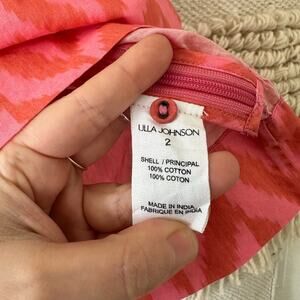 ULLA JOHNSON
2
SHELL / PRINCIPAL
100% COTTON
100% COTON
MADE IN INDIA
FABRIQUE EN INDIA